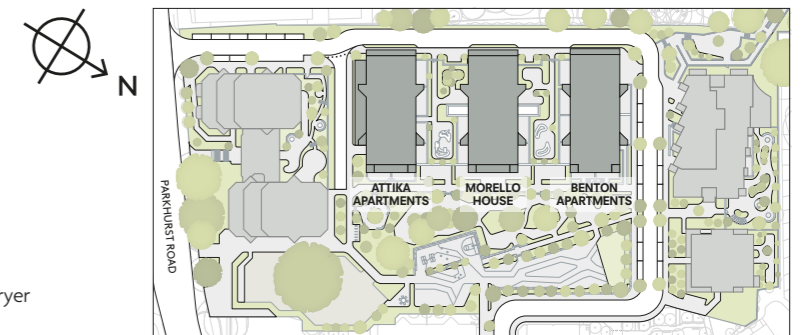 N
PARKHURST ROAD
ATTIKA
APARTMENTS
MORELLO
HOUSE
BENTON
APARTMENTS
ryer